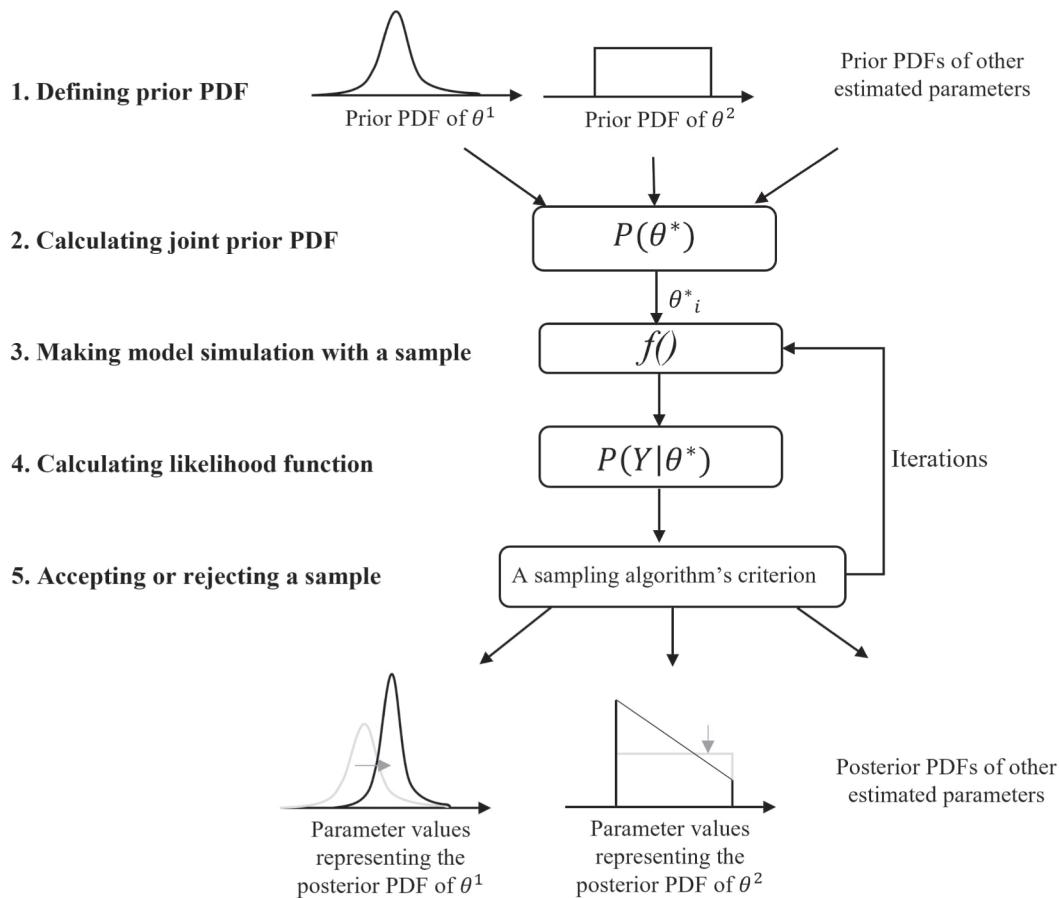 1. Defining prior PDF
Prior PDF of θ¹
Prior PDF of θ²
Prior PDFs of other
estimated parameters
2. Calculating joint prior PDF
P(θ*)
θ*ᵢ
3. Making model simulation with a sample
f()
4. Calculating likelihood function
P(Y|θ*)
Iterations
5. Accepting or rejecting a sample
A sampling algorithm's criterion
Parameter values
representing the
posterior PDF of θ¹
Parameter values
representing the
posterior PDF of θ²
Posterior PDFs of other
estimated parameters